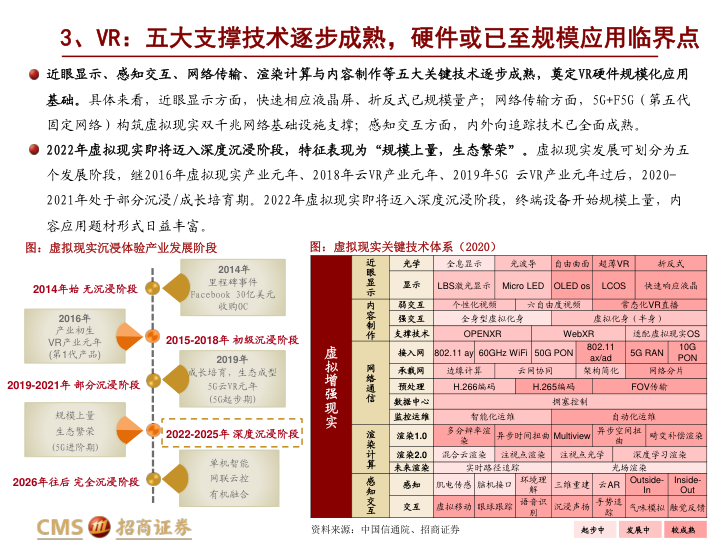 3、VR：五大支撑技术逐步成熟，硬件或已至规模应用临界点
近眼显示、感知交互、网络传输、渲染计算与内容制作等五大关键技术逐步成熟，奠定VR硬件规模化应用
基础。具体来看，近眼显示方面，快速相应液晶屏、折反式已规模量产；网络传输方面，5G+F5G（第五代
固定网络）构筑虚拟现实双千兆网络基础设施支撑；感知交互方面，内外向追踪技术已全面成熟。
2022年虚拟现实即将迈入深度沉浸阶段，特征表现为“规模上量，生态繁荣”。虚拟现实发展可划分为五
个发展阶段，继2016年虚拟现实产业元年、2018年云VR产业元年、2019年5G 云VR产业元年过后，2020-
2021年处于部分沉浸/成长培育期。2022年虚拟现实即将迈入深度沉浸阶段，终端设备开始规模上量，内
容应用题材形式日益丰富。
图：虚拟现实沉浸体验产业发展阶段
2014年
里程碑事件
Facebook 30亿美元
收购OC
2014年始 无沉浸阶段
2016年
产业初生
VR产业元年
(第1代产品)
2015-2018年 初级沉浸阶段
2019年
成长培育，生态成型
5G云VR元年
(5G起步期)
2019-2021年 部分沉浸阶段
规模上量
生态繁荣
(5G进阶期)
2022-2025年 深度沉浸阶段
单机智能
网联云控
有机融合
2026年往后 完全沉浸阶段
图：虚拟现实关键技术体系（2020）
虚拟增强现实
近眼显示
光学 全息显示 光波导 自由曲面 超薄VR 折反式
显示 LBS激光显示 Micro LED OLED os LCOS 快速响应液晶
内容制作
弱交互 个性化视频 六自由度视频 常态化VR直播
强交互 全身型虚拟化身 虚拟化身（半身）
支撑技术 OPENXR WebXR 适配虚拟现实OS
网络通信
接入网 802.11 ay 60GHz WiFi 50G PON 802.11 ax/ad 5G RAN 10G PON
承载网 边缘计算 云网协同 架构简化 网络分片
预处理 H.266编码 H.265编码 FOV传输
数据中心 拥塞控制
监控运维 智能化运维 自动化运维
渲染计算
渲染1.0 多分辨率渲染 异步时间扭曲 Multiview 异步空间扭曲 畸变补偿渲染
渲染2.0 混合云渲染 注视点渲染 注视点光学 深度学习渲染
未来渲染 实时路径追踪 光场渲染
感知交互
感知 肌电传感 脑机接口 环境理解 三维重建 云AR Outside-In Inside-Out
交互 虚拟移动 眼球跟踪 语音识别 沉浸声场 手势追踪 气味模拟 触觉反馈
资料来源：中国信通院、招商证券
起步中 发展中 较成熟
CMS 招商证券